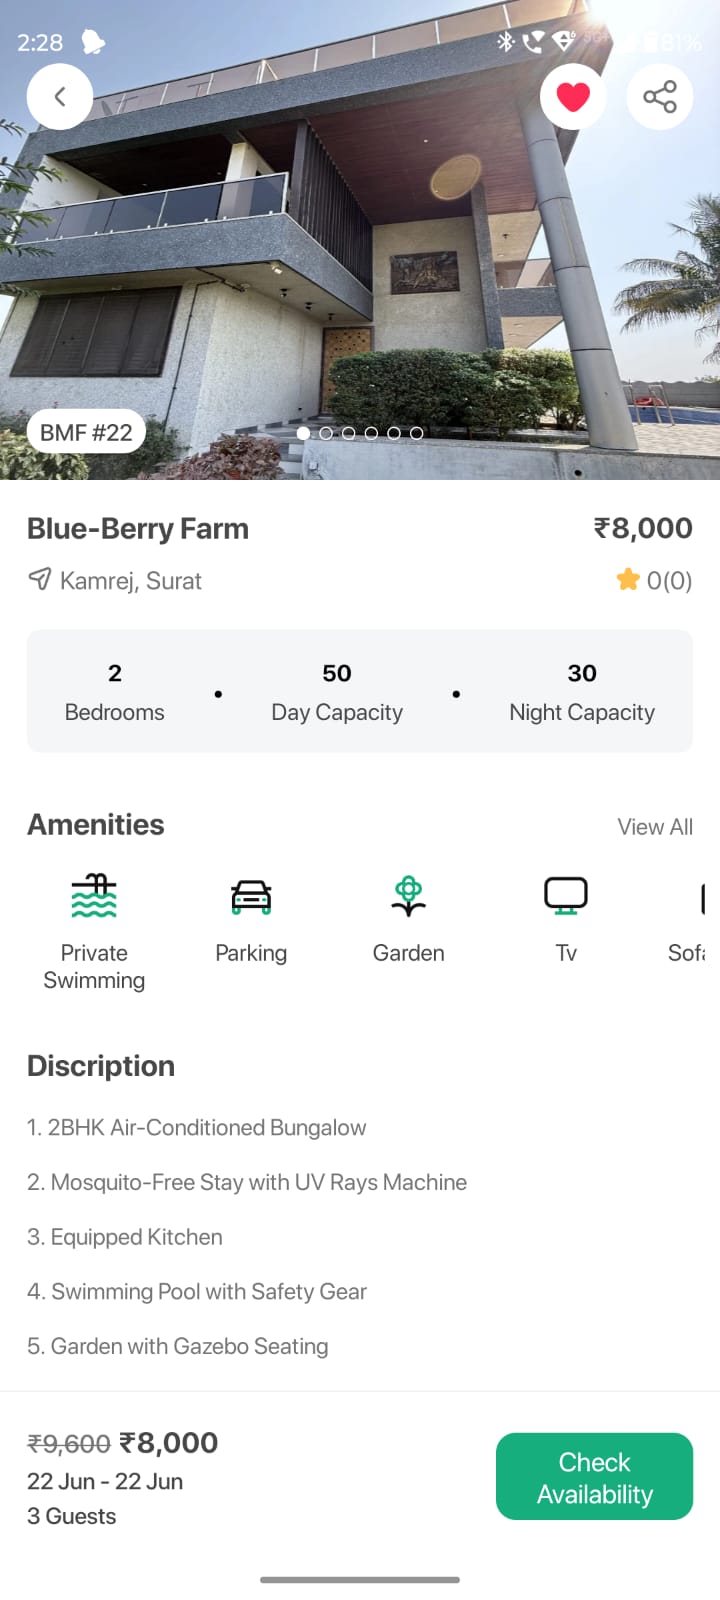 2:28
5G+ 81%
BMF #22
Blue-Berry Farm
₹8,000
Kamrej, Surat
0(0)
2
50
30
Bedrooms
Day Capacity
Night Capacity
Amenities
View All
Private
Swimming
Parking
Garden
Tv
Sofa
Discription
1. 2BHK Air-Conditioned Bungalow
2. Mosquito-Free Stay with UV Rays Machine
3. Equipped Kitchen
4. Swimming Pool with Safety Gear
5. Garden with Gazebo Seating
₹9,600 ₹8,000
22 Jun - 22 Jun
3 Guests
Check
Availability